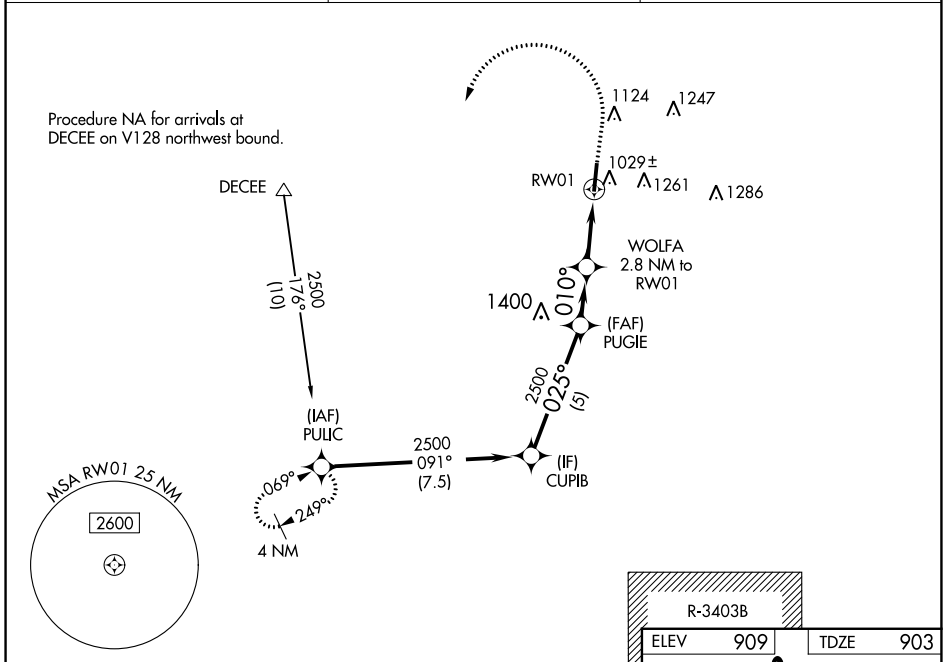 Procedure NA for arrivals at
DECEE on V128 northwest bound.
1124
1247
1029±
RW01
1261
1286
DECEE
WOLFA
2.8 NM to
RW01
2500
176°
(10)
010°
1400
(FAF)
PUGIE
2500
025°
(5)
(IAF)
PULIC
2500
091°
(7.5)
(IF)
CUPIB
069°
249°
4 NM
MSA RW01 25 NM
2600
R-3403B
ELEV 909
TDZE 903